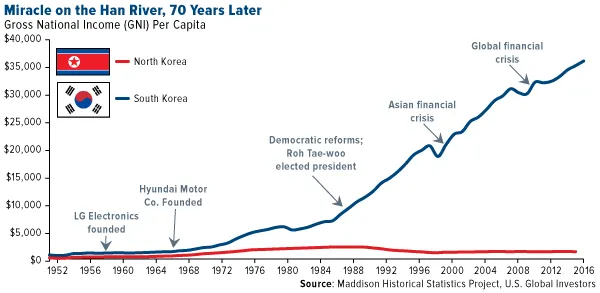 Miracle on the Han River, 70 Years Later
Gross National Income (GNI) Per Capita
$40,000
$35,000
$30,000
$25,000
$20,000
$15,000
$10,000
$5,000
$0
North Korea
South Korea
LG Electronics
founded
Hyundai Motor
Co. Founded
Democratic reforms;
Roh Tae-woo
elected president
Asian financial
crisis
Global financial
crisis
1952 1956 1960 1964 1968 1972 1976 1980 1984 1988 1992 1996 2000 2004 2008 2012 2016
Source: Maddison Historical Statistics Project, U.S. Global Investors